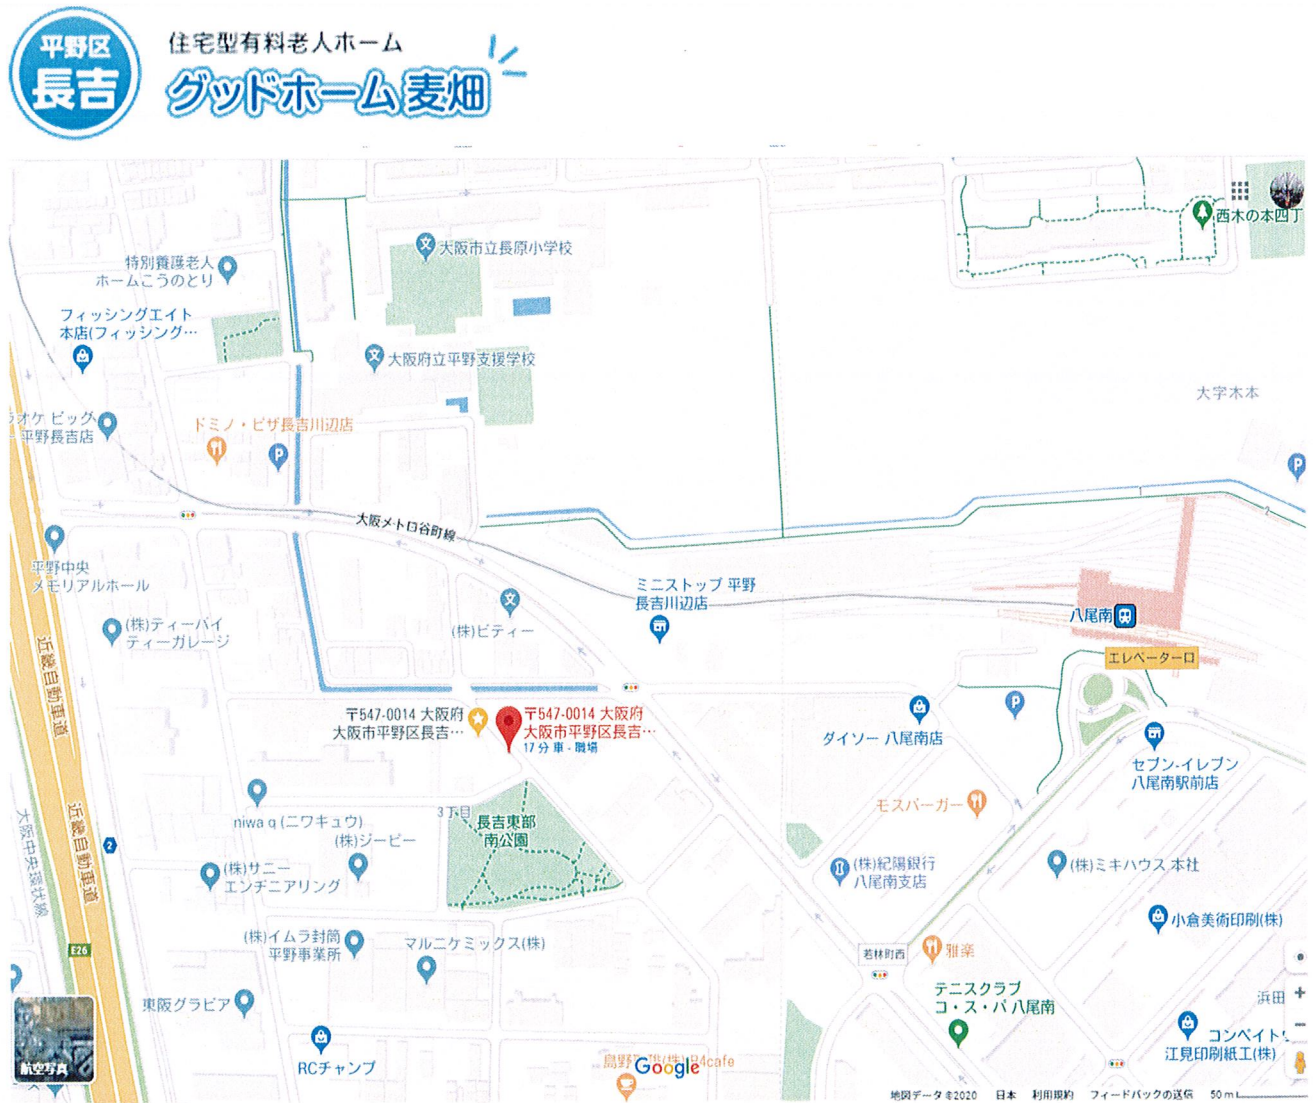 平野区
長吉
住宅型有料老人ホーム
グッドホーム 麦畑
西木の本四丁
大阪市立長原小学校
特別養護老人
ホームこうのとり
フィッシングエイト
本店(フィッシング…
大阪府立平野支援学校
大字木本
ラオケ ビッグ
平野長吉店
ドミノ・ピザ長吉川辺店
P
P
大阪メトロ谷町線
平野中央
メモリアルホール
ミニストップ 平野
長吉川辺店
八尾南
(株)ティーバイ
ティーガレージ
(株)ビティー
エレベーター口
近畿自動車道
〒547-0014 大阪府
大阪市平野区長吉…
〒547-0014 大阪府
大阪市平野区長吉…
17分 車 - 職場
P
ダイソー 八尾南店
セブン-イレブン
八尾南駅前店
モスバーガー
niwa q (ニワキュウ)
3丁目
長吉東部
南公園
(株)ジービー
近畿自動車道
大阪中央環状線
2
(株)サニー
エンヂニアリング
(株)紀陽銀行
八尾南支店
(株)ミキハウス 本社
小倉美術印刷(株)
(株)イムラ封筒
平野事業所
マルニケミックス(株)
E26
若林町西
雅楽
テニスクラブ
コ・ス・パ 八尾南
浜田
東阪グラビア
コンペイト
江見印刷紙工(株)
RCチャンプ
航空写真
Google
地図データ ©2020 日本 利用規約 フィードバックの送信 50 m